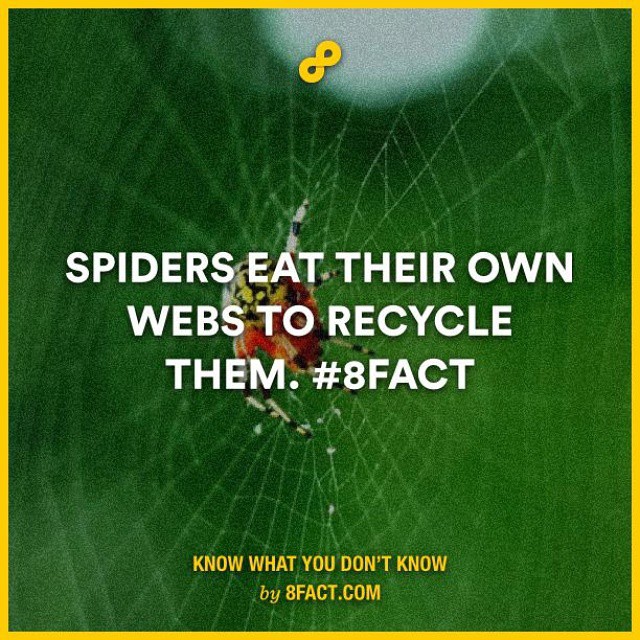 SPIDERS EAT THEIR OWN
WEBS TO RECYCLE
THEM. #8FACT
KNOW WHAT YOU DON'T KNOW
by 8FACT.COM